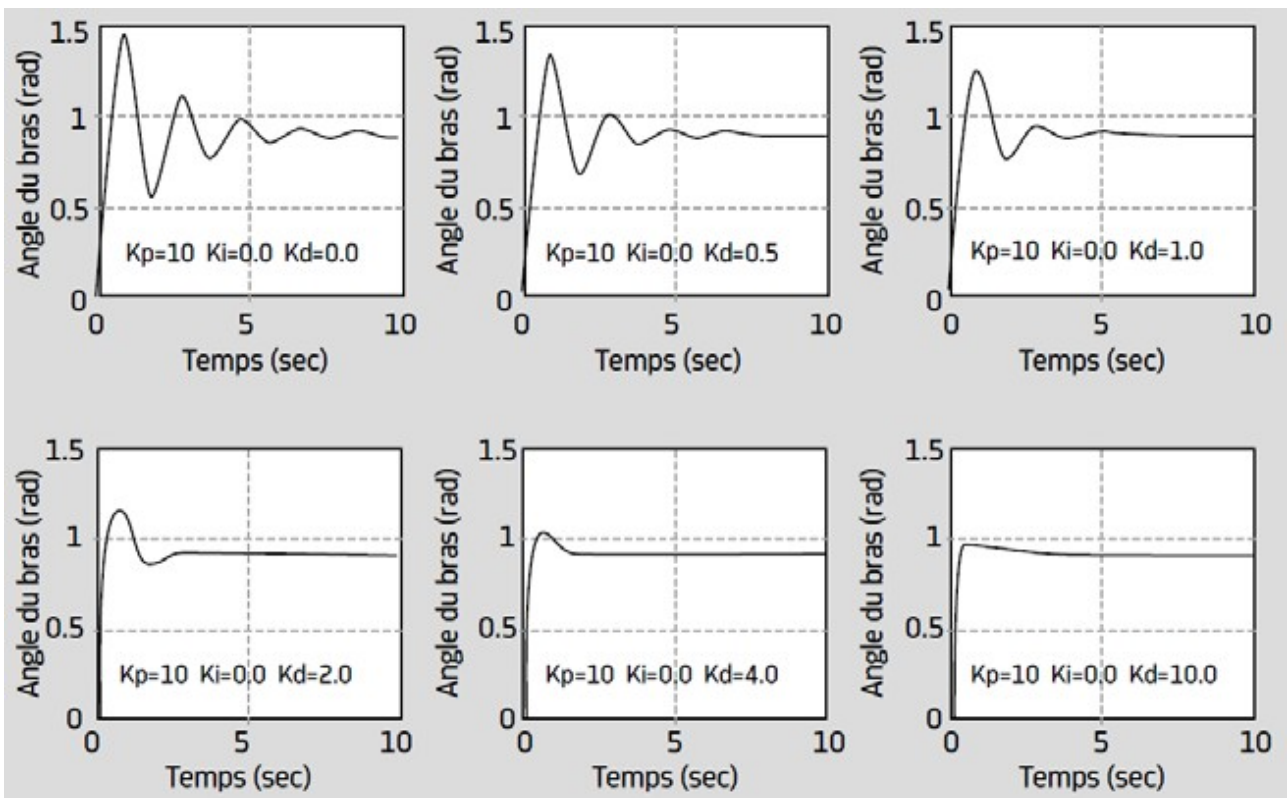 Angle du bras (rad)
1.5
1
0.5
0
Kp=10 Ki=0.0 Kd=0.0
0 5 10
Temps (sec)
Angle du bras (rad)
1.5
1
0.5
0
Kp=10 Ki=0.0 Kd=0.5
0 5 10
Temps (sec)
Angle du bras (rad)
1.5
1
0.5
0
Kp=10 Ki=0.0 Kd=1.0
0 5 10
Temps (sec)
Angle du bras (rad)
1.5
1
0.5
0
Kp=10 Ki=0.0 Kd=2.0
0 5 10
Temps (sec)
Angle du bras (rad)
1.5
1
0.5
0
Kp=10 Ki=0.0 Kd=4.0
0 5 10
Temps (sec)
Angle du bras (rad)
1.5
1
0.5
0
Kp=10 Ki=0.0 Kd=10.0
0 5 10
Temps (sec)